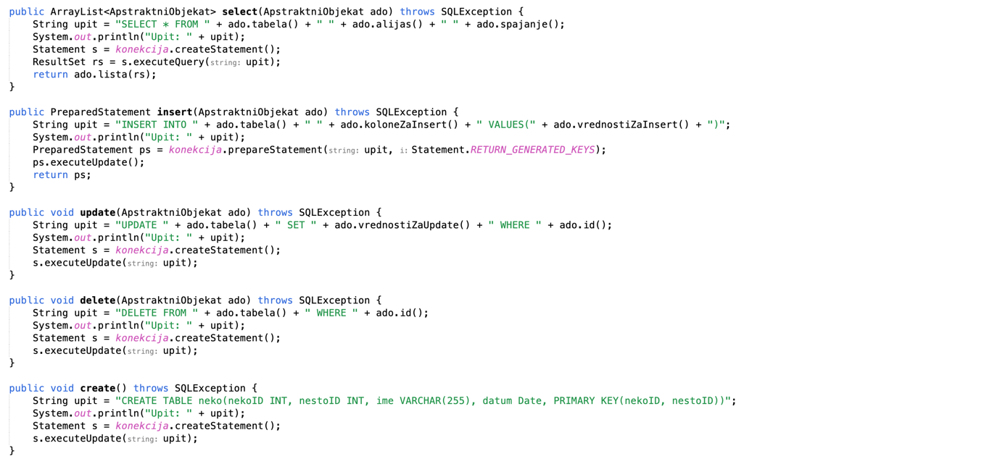 public ArrayList<ApstraktniObjekat> select(ApstraktniObjekat ado) throws SQLException {
    String upit = "SELECT * FROM " + ado.tabela() + " " + ado.alijas() + " " + ado.spajanje();
    System.out.println("Upit: " + upit);
    Statement s = konekcija.createStatement();
    ResultSet rs = s.executeQuery(string: upit);
    return ado.lista(rs);
}

public PreparedStatement insert(ApstraktniObjekat ado) throws SQLException {
    String upit = "INSERT INTO " + ado.tabela() + " " + ado.koloneZaInsert() + " VALUES(" + ado.vrednostiZaInsert() + ")";
    System.out.println("Upit: " + upit);
    PreparedStatement ps = konekcija.prepareStatement(string: upit, i: Statement.RETURN_GENERATED_KEYS);
    ps.executeUpdate();
    return ps;
}

public void update(ApstraktniObjekat ado) throws SQLException {
    String upit = "UPDATE " + ado.tabela() + " SET " + ado.vrednostiZaUpdate() + " WHERE " + ado.id();
    System.out.println("Upit: " + upit);
    Statement s = konekcija.createStatement();
    s.executeUpdate(string: upit);
}

public void delete(ApstraktniObjekat ado) throws SQLException {
    String upit = "DELETE FROM " + ado.tabela() + " WHERE " + ado.id();
    System.out.println("Upit: " + upit);
    Statement s = konekcija.createStatement();
    s.executeUpdate(string: upit);
}

public void create() throws SQLException {
    String upit = "CREATE TABLE neko(nekoID INT, nestoID INT, ime VARCHAR(255), datum Date, PRIMARY KEY(nekoID, nestoID))";
    System.out.println("Upit: " + upit);
    Statement s = konekcija.createStatement();
    s.executeUpdate(string: upit);
}